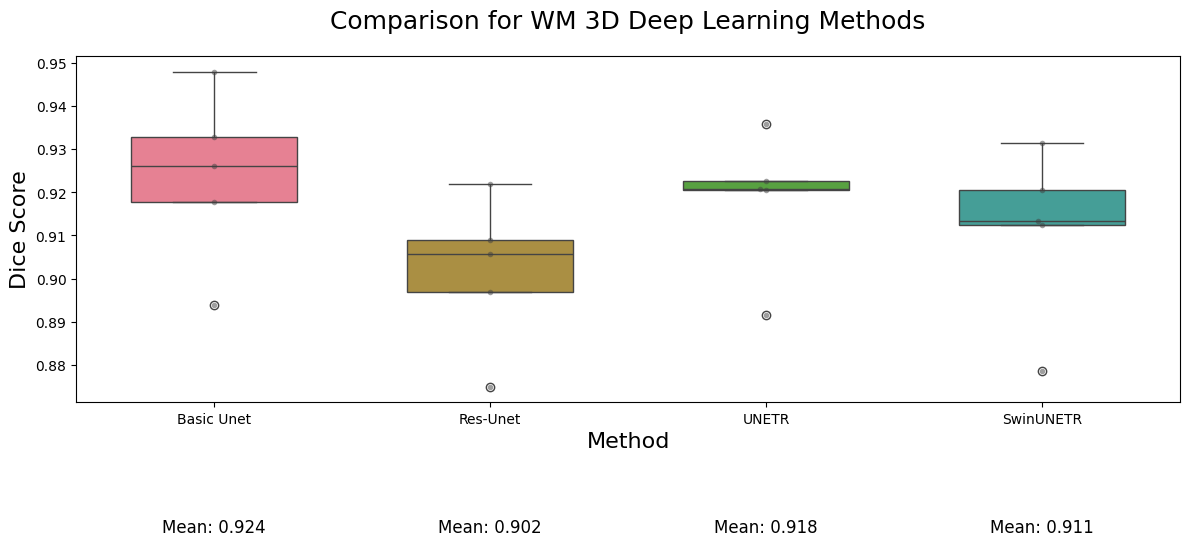 Comparison for WM 3D Deep Learning Methods
Dice Score
0.95
0.94
0.93
0.92
0.91
0.90
0.89
0.88
Basic Unet Res-Unet UNETR SwinUNETR
Method
Mean: 0.924 Mean: 0.902 Mean: 0.918 Mean: 0.911